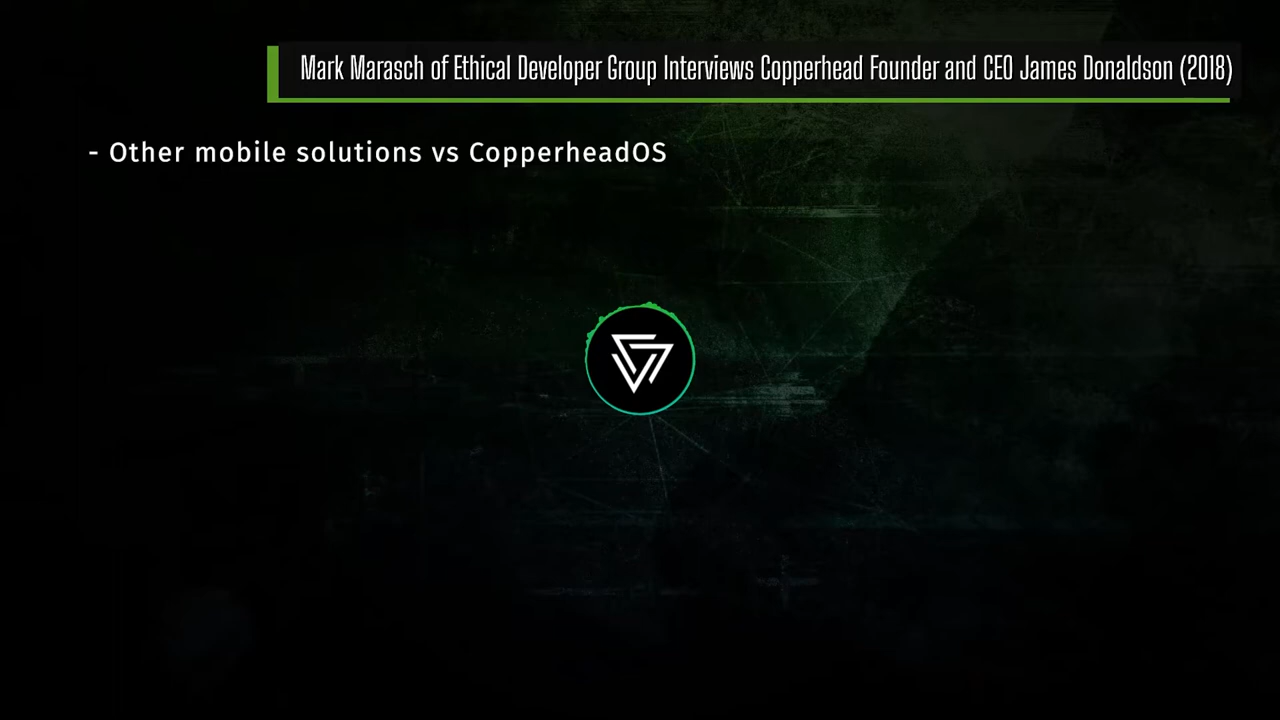 Mark Marasch of Ethical Developer Group Interviews Copperhead Founder and CEO James Donaldson (2018)
- Other mobile solutions vs CopperheadOS